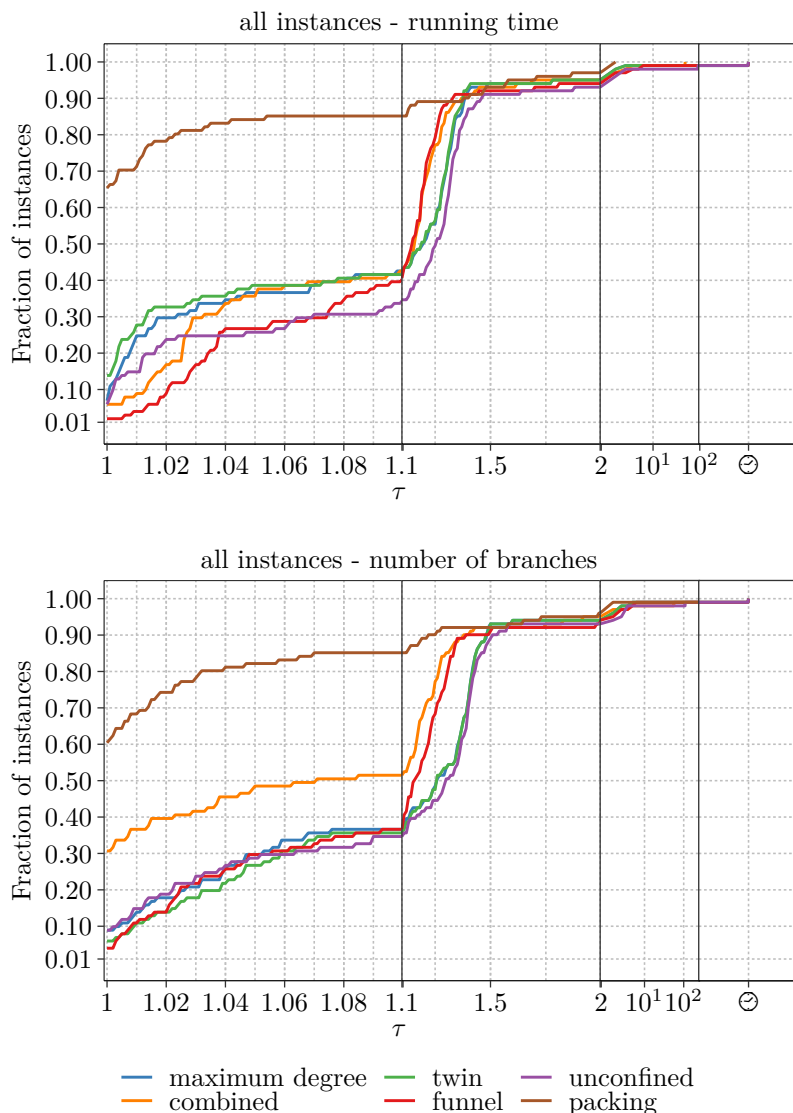 all instances - running time
Fraction of instances
1.00
0.90
0.80
0.70
0.60
0.50
0.40
0.30
0.20
0.10
0.01
1 1.02 1.04 1.06 1.08 1.1 1.5 2 10¹ 10²
τ
all instances - number of branches
Fraction of instances
1.00
0.90
0.80
0.70
0.60
0.50
0.40
0.30
0.20
0.10
0.01
1 1.02 1.04 1.06 1.08 1.1 1.5 2 10¹ 10²
τ
maximum degree twin unconfined
combined funnel packing